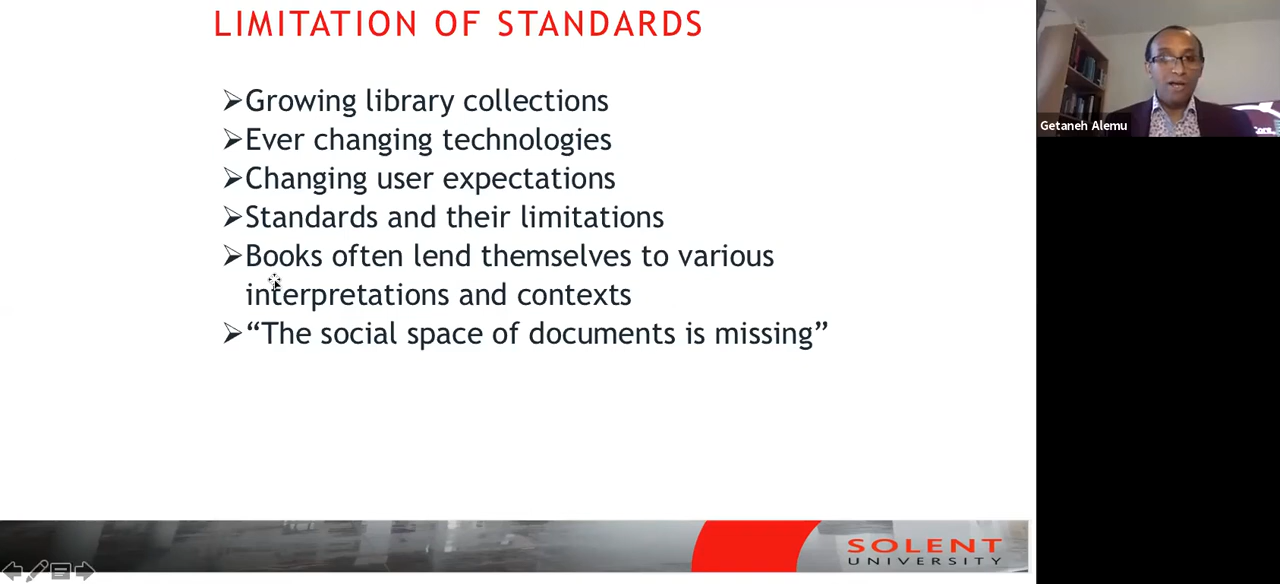 LIMITATION OF STANDARDS
Getaneh Alemu
➢Growing library collections
➢Ever changing technologies
➢Changing user expectations
➢Standards and their limitations
➢Books often lend themselves to various
interpretations and contexts
➢“The social space of documents is missing”
SOLENT
UNIVERSITY